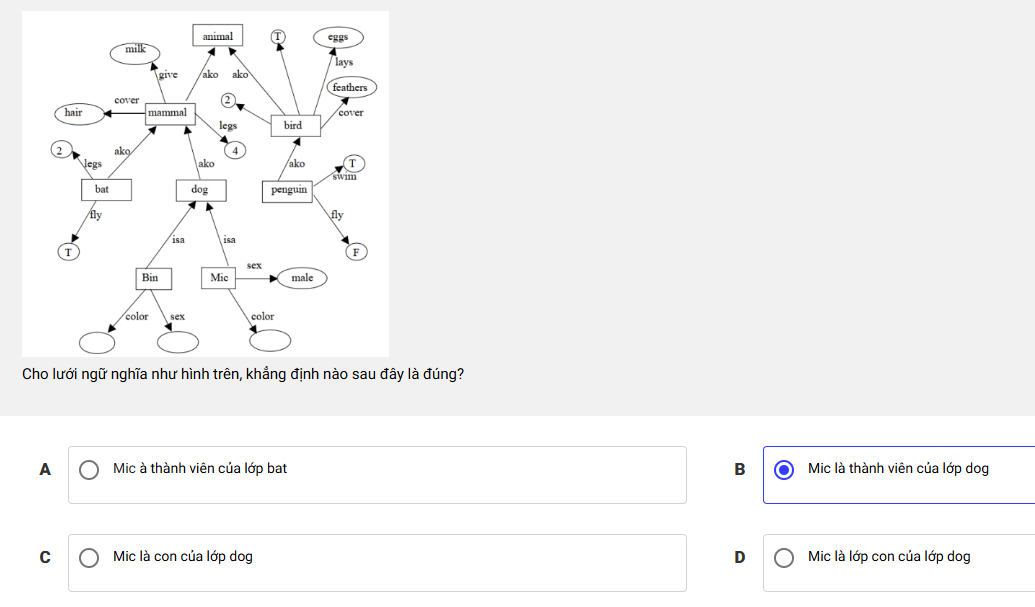 animal
T
eggs
milk
lays
give
ako
ako
feathers
cover
2
cover
hair
mammal
legs
bird
2
ako
4
legs
ako
ako
T
swim
bat
dog
penguin
fly
fly
isa
isa
T
F
sex
Bin
Mic
male
color
sex
color
Cho lưới ngữ nghĩa như hình trên, khẳng định nào sau đây là đúng?
A
Mic à thành viên của lớp bat
B
Mic là thành viên của lớp dog
C
Mic là con của lớp dog
D
Mic là lớp con của lớp dog